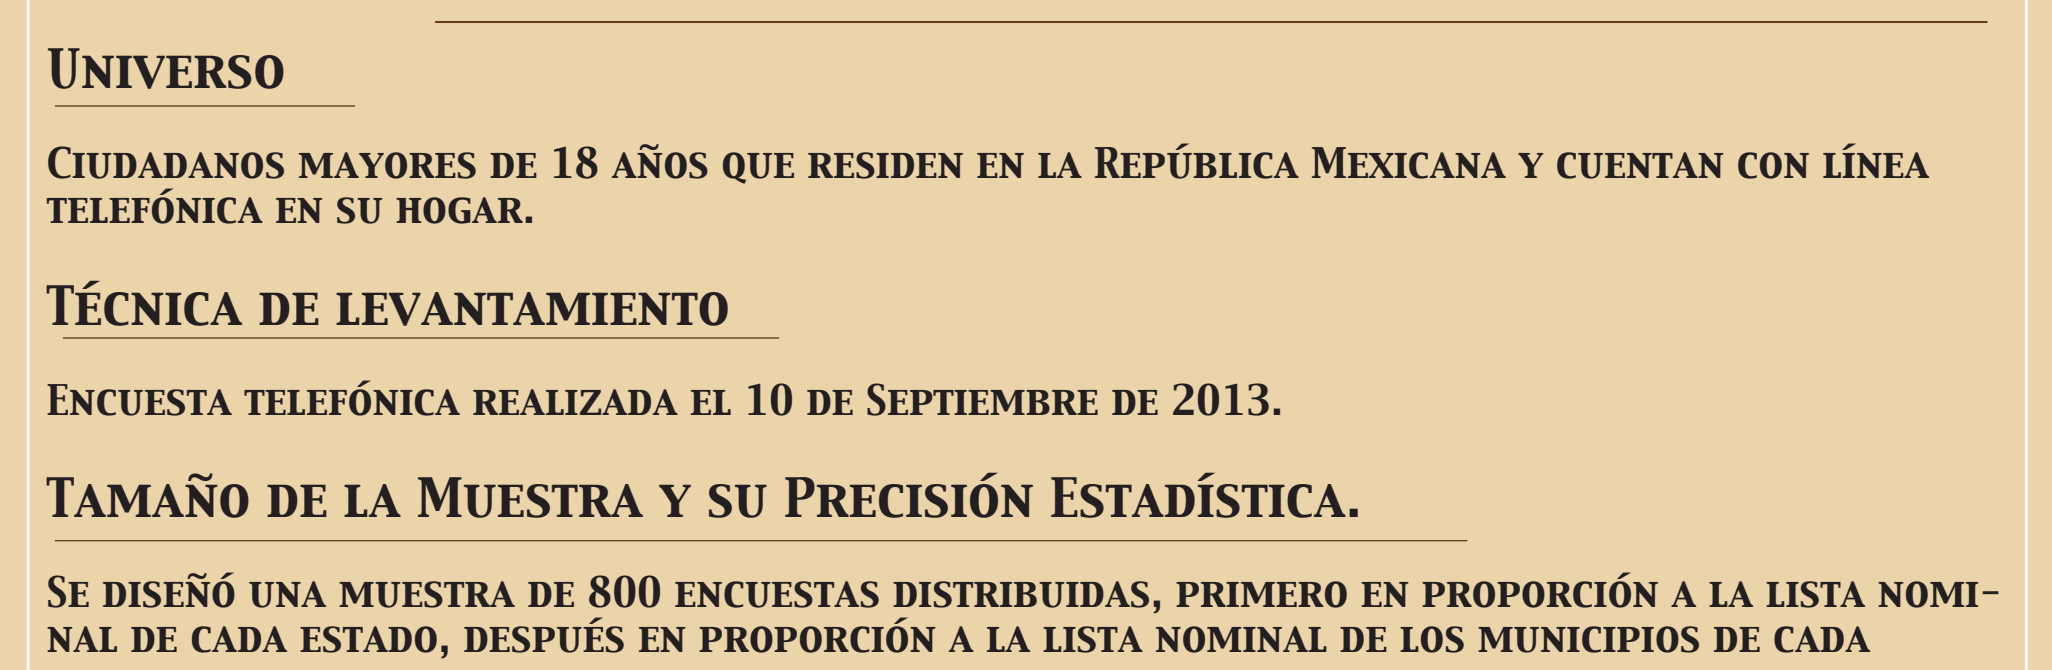 Universo
Ciudadanos mayores de 18 años que residen en la República Mexicana y cuentan con línea
telefónica en su hogar.
Técnica de levantamiento
Encuesta telefónica realizada el 10 de Septiembre de 2013.
Tamaño de la Muestra y su Precisión Estadística.
Se diseñó una muestra de 800 encuestas distribuidas, primero en proporción a la lista nomi-
nal de cada estado, después en proporción a la lista nominal de los municipios de cada